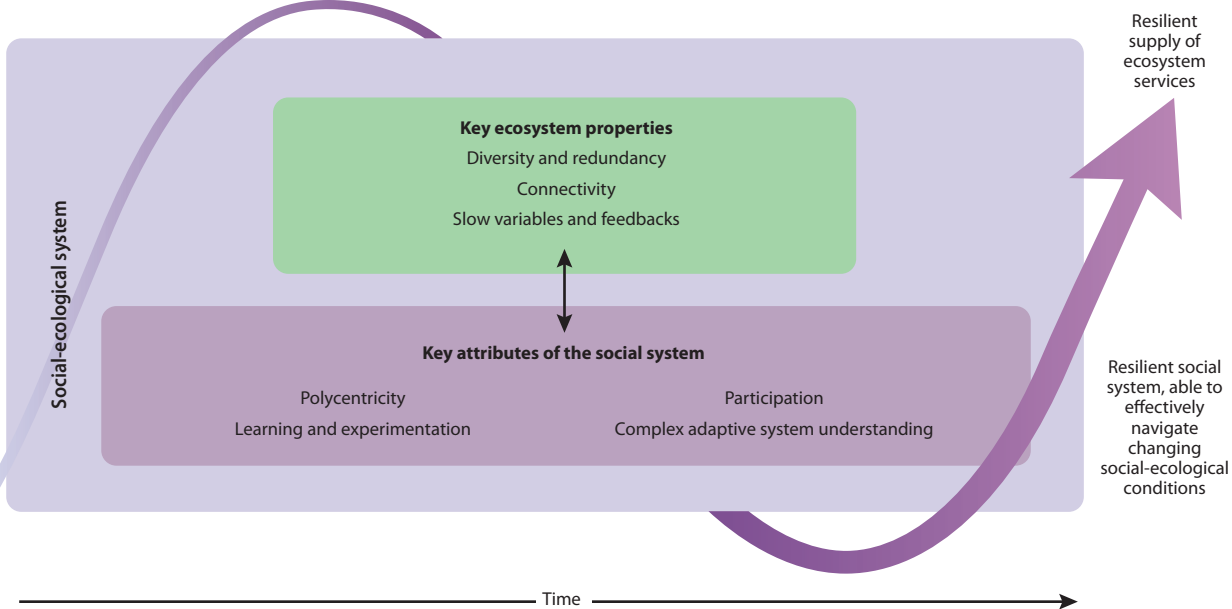 Resilient
supply of
ecosystem
services
Key ecosystem properties
Diversity and redundancy
Connectivity
Slow variables and feedbacks
Social-ecological system
Key attributes of the social system
Polycentricity
Participation
Learning and experimentation
Complex adaptive system understanding
Resilient social
system, able to
effectively
navigate
changing
social-ecological
conditions
Time